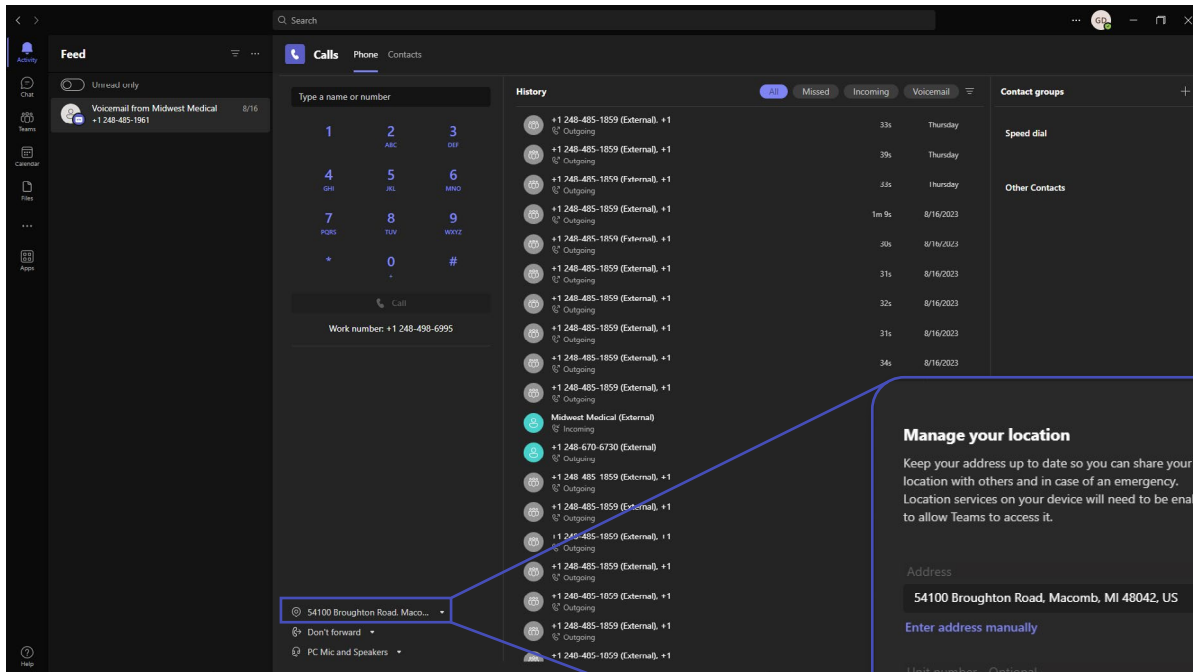 Search
GD
Activity
Chat
Teams
Calendar
Files
Apps
Help
Feed
Unread only
Voicemail from Midwest Medical 8/16
+1 248-485-1961
Calls Phone Contacts
Type a name or number
1 2 3
ABC DEF
4 5 6
GHI JKL MNO
7 8 9
PQRS TUV WXYZ
* 0 #
+
Call
Work number: +1 248-498-6995
54100 Broughton Road, Maco...
Don't forward
PC Mic and Speakers
History All Missed Incoming Voicemail
+1 248-485-1859 (External), +1 33s Thursday
Outgoing
+1 248-485-1859 (External), +1 39s Thursday
Outgoing
+1 248-485-1859 (External), +1 33s Thursday
Outgoing
+1 248-485-1859 (External), +1 1m 9s 8/16/2023
Outgoing
+1 248-485-1859 (External), +1 30s 8/16/2023
Outgoing
+1 248-485-1859 (External), +1 31s 8/16/2023
Outgoing
+1 248-485-1859 (External), +1 32s 8/16/2023
Outgoing
+1 248-485-1859 (External), +1 31s 8/16/2023
Outgoing
+1 248-485-1859 (External), +1 34s 8/16/2023
Outgoing
+1 248-485-1859 (External), +1
Outgoing
Midwest Medical (External)
Incoming
+1 248-670-6730 (External)
Outgoing
+1 248-485-1859 (External), +1
Outgoing
+1 248-485-1859 (External), +1
Outgoing
+1 248-485-1859 (External), +1
Outgoing
+1 248-485-1859 (External), +1
Outgoing
+1 248-485-1859 (External), +1
Outgoing
+1 248-485-1859 (External), +1
Outgoing
+1 248-485-1859 (External), +1
Contact groups
Speed dial
Other Contacts
Manage your location
Keep your address up to date so you can share your
location with others and in case of an emergency.
Location services on your device will need to be enal
to allow Teams to access it.
Address
54100 Broughton Road, Macomb, MI 48042, US
Enter address manually
Unit number - Optional